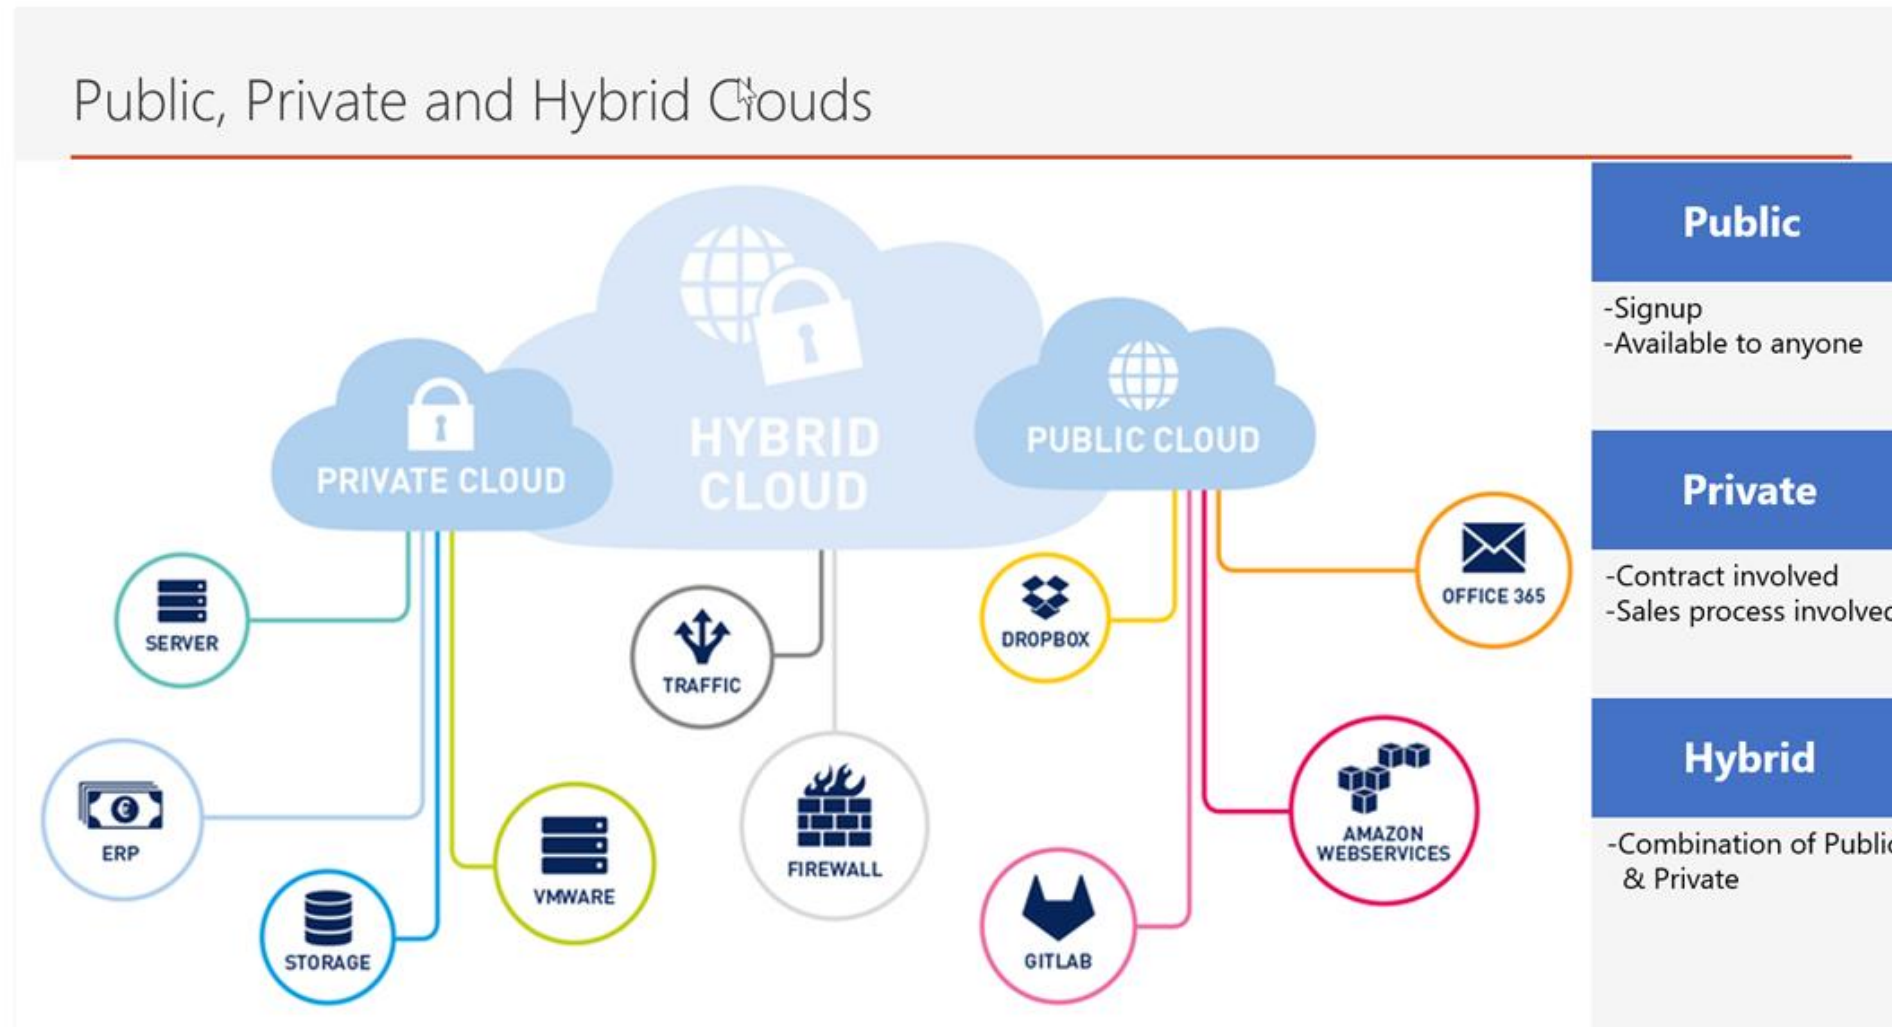 Public, Private and Hybrid Clouds
HYBRID
CLOUD
PRIVATE CLOUD
PUBLIC CLOUD
SERVER
ERP
STORAGE
VMWARE
TRAFFIC
FIREWALL
DROPBOX
GITLAB
AMAZON
WEBSERVICES
OFFICE 365
Public
-Signup
-Available to anyone
Private
-Contract involved
-Sales process involved
Hybrid
-Combination of Public
& Private